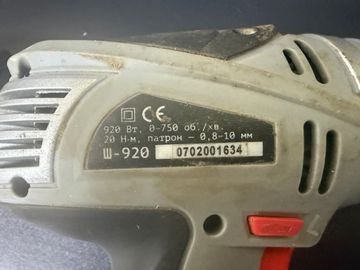 CE
920 Вт, 0-750 об./хв.
20 Н·м, патрон - 0,8-10 мм
Ш-920 0702001634